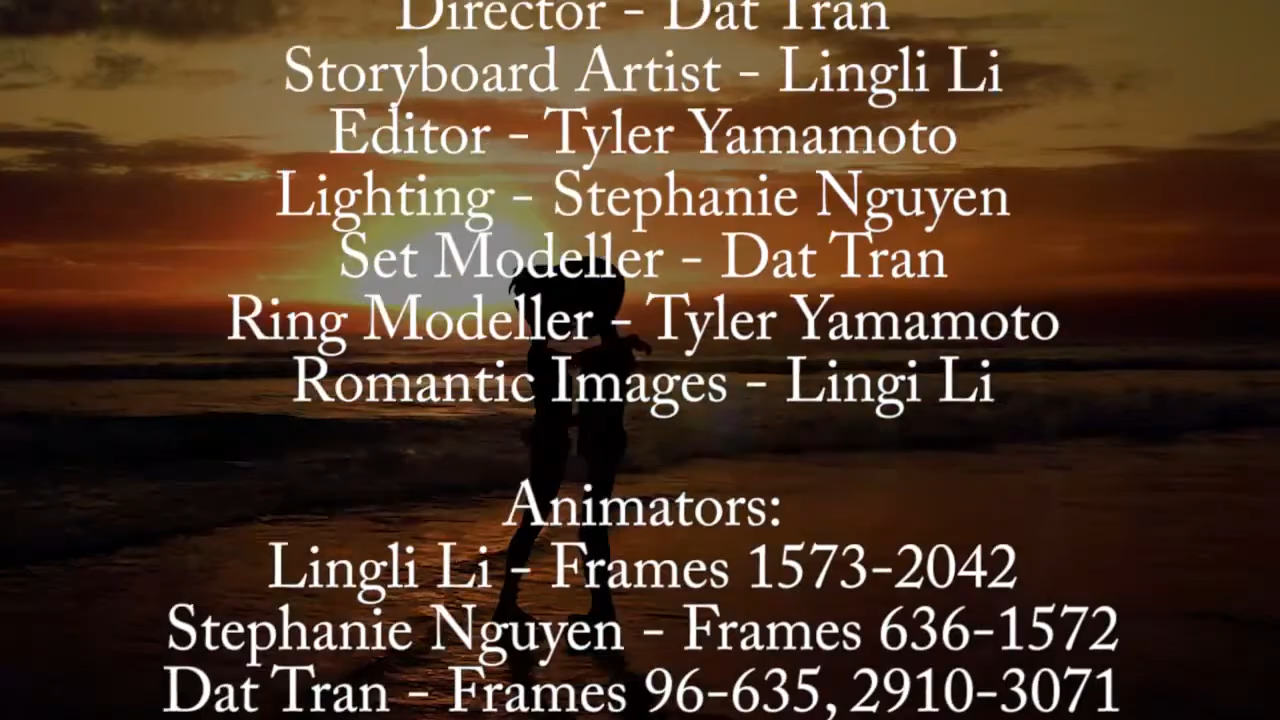 Director - Dat Tran
Storyboard Artist - Lingli Li
Editor - Tyler Yamamoto
Lighting - Stephanie Nguyen
Set Modeller - Dat Tran
Ring Modeller - Tyler Yamamoto
Romantic Images - Lingi Li
Animators:
Lingli Li - Frames 1573-2042
Stephanie Nguyen - Frames 636-1572
Dat Tran - Frames 96-635, 2910-3071